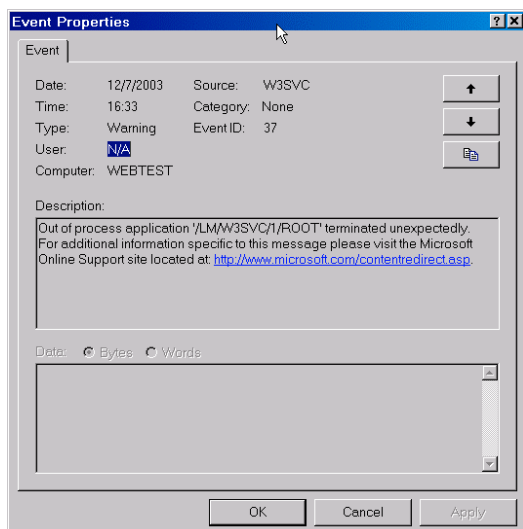 Event Properties
Event
Date: 12/7/2003 Source: W3SVC
Time: 16:33 Category: None
Type: Warning Event ID: 37
User: N/A
Computer: WEBTEST
Description:
Out of process application '/LM/W3SVC/1/ROOT' terminated unexpectedly.
For additional information specific to this message please visit the Microsoft
Online Support site located at: http://www.microsoft.com/contentredirect.asp.
Data: Bytes Words
OK Cancel Apply